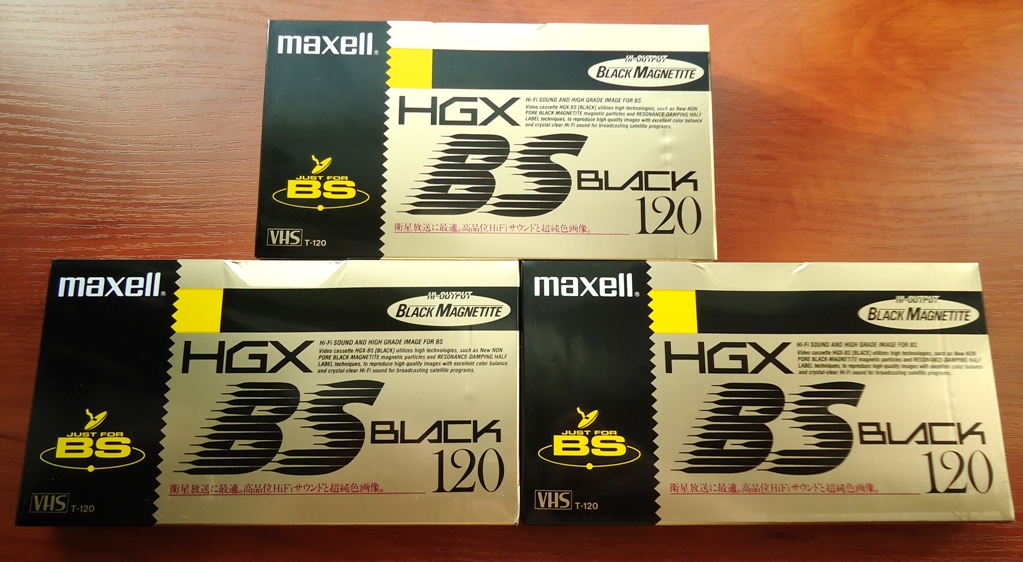 maxell®
HI-OUTPUT
BLACK MAGNETITE
HGX
Hi-Fi SOUND AND HIGH GRADE IMAGE FOR BS
Video cassette HGX-BS [BLACK] utilizes high technologies, such as New NON
PORE BLACK-MAGNETITE magnetic particles and RESONANCE-DAMPING HALF
LABEL techniques, to reproduce high-quality images with excellent color balance
and crystal-clear Hi-Fi sound for broadcasting satellite programs.
BS BLACK
120
JUST FOR
BS
衛星放送に最適。高品位HiFiサウンドと超純色画像。
VHS T-120
maxell®
HI-OUTPUT
BLACK MAGNETITE
HGX
Hi-Fi SOUND AND HIGH GRADE IMAGE FOR BS
Video cassette HGX-BS [BLACK] utilizes high technologies, such as New NON
PORE BLACK-MAGNETITE magnetic particles and RESONANCE-DAMPING HALF
LABEL techniques, to reproduce high-quality images with excellent color balance
and crystal-clear Hi-Fi sound for broadcasting satellite programs.
BS BLACK
120
JUST FOR
BS
衛星放送に最適。高品位HiFiサウンドと超純色画像。
VHS T-120
maxell®
HI-OUTPUT
BLACK MAGNETITE
HGX
Hi-Fi SOUND AND HIGH GRADE IMAGE FOR BS
Video cassette HGX-BS [BLACK] utilizes high technologies, such as New NON
PORE BLACK-MAGNETITE magnetic particles and RESONANCE-DAMPING HALF
LABEL techniques, to reproduce high-quality images with excellent color balance
and crystal-clear Hi-Fi sound for broadcasting satellite programs.
BS BLACK
120
JUST FOR
BS
衛星放送に最適。高品位HiFiサウンドと超純色画像。
VHS T-120